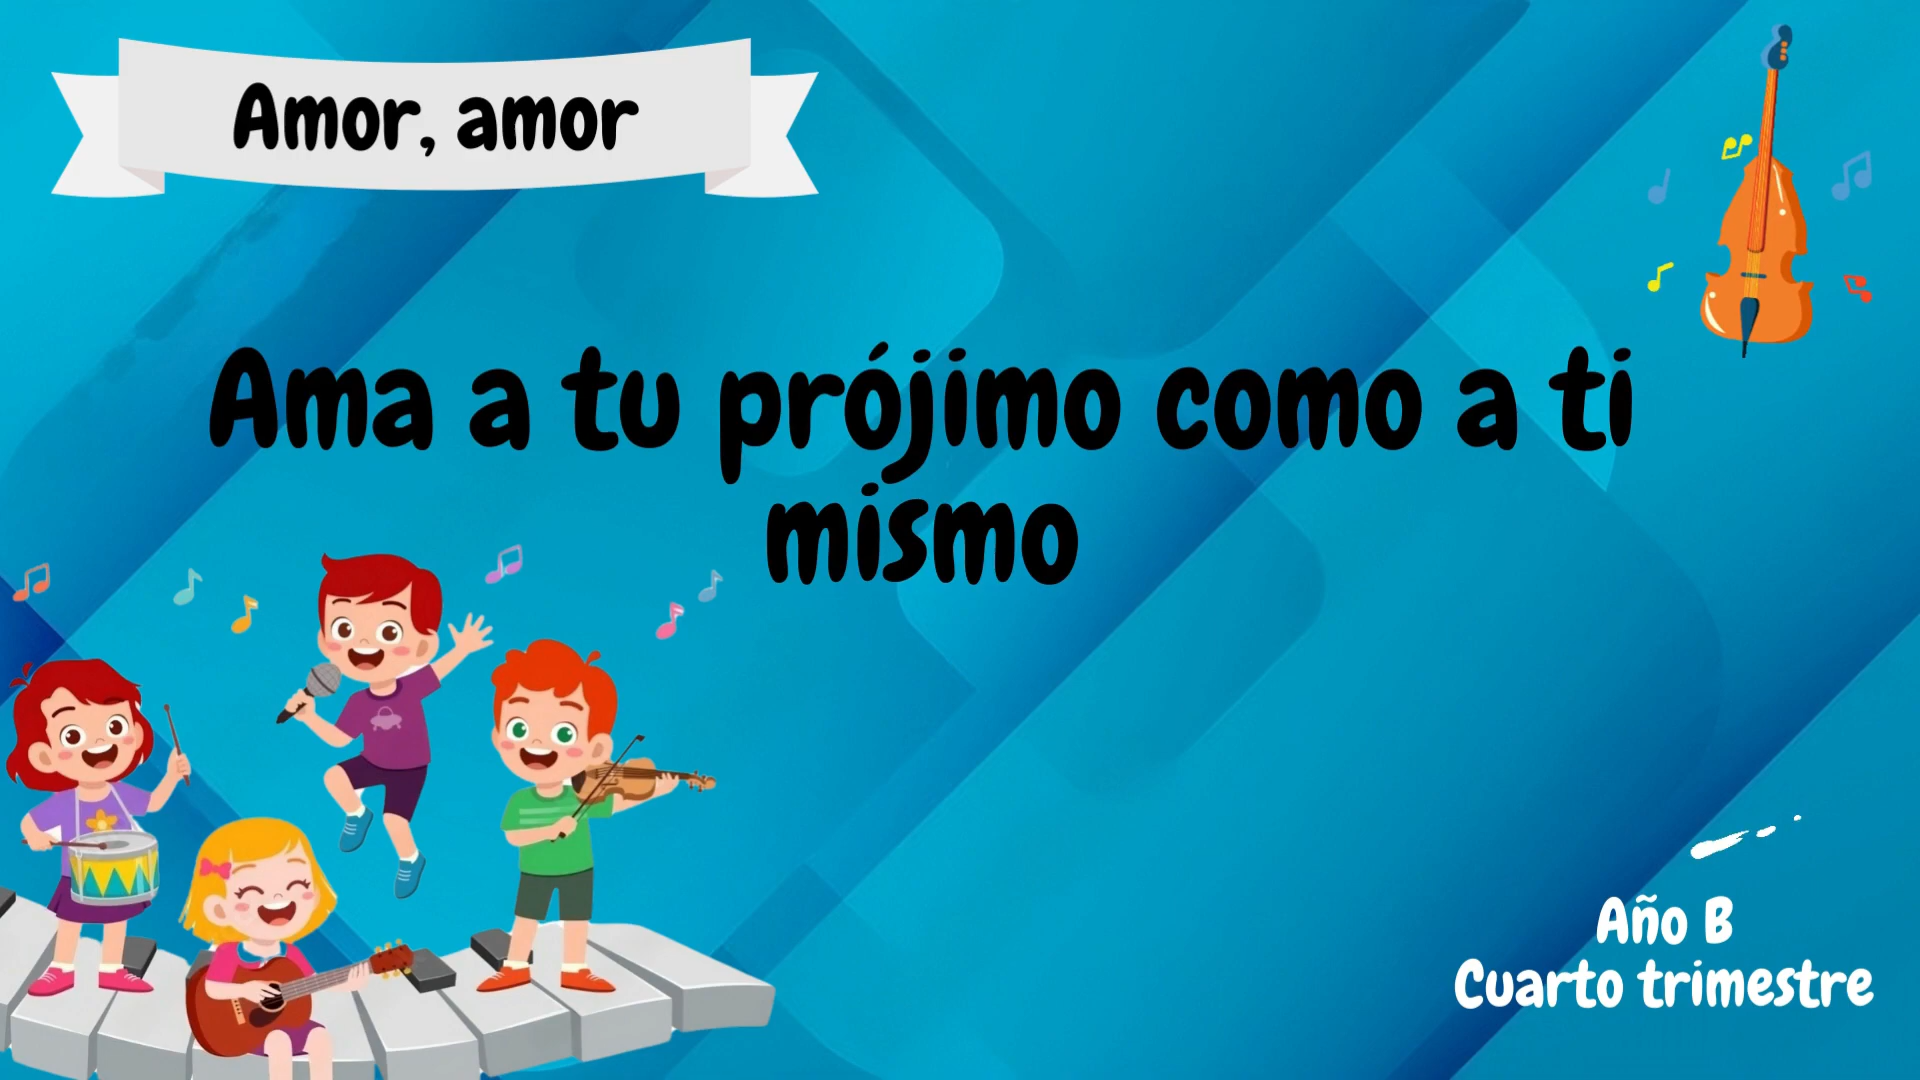 Amor, amor
Ama a tu prójimo como a ti
mismo
Año B
Cuarto trimestre